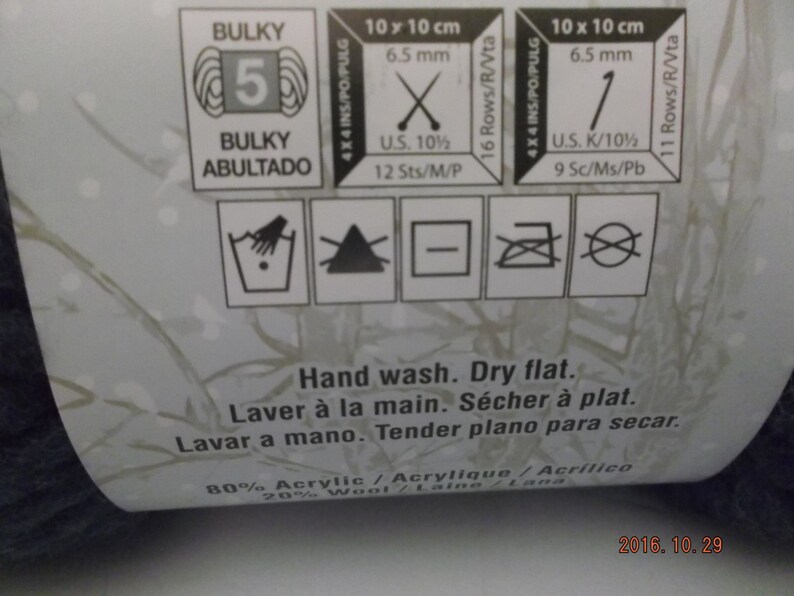 BULKY
5
BULKY
ABULTADO
10 x 10 cm
4 X 4 INS/PO/PULG
6.5 mm
U.S. 10½
16 Rows/R/Vta
12 Sts/M/P
10 x 10 cm
4 X 4 INS/PO/PULG
6.5 mm
U.S. K/10½
11 Rows/R/Vta
9 Sc/Ms/Pb
Hand wash. Dry flat.
Laver à la main. Sécher à plat.
Lavar a mano. Tender plano para secar.
80% Acrylic / Acrylique / Acrílico
20% Wool / Laine / Lana
2016.10.29